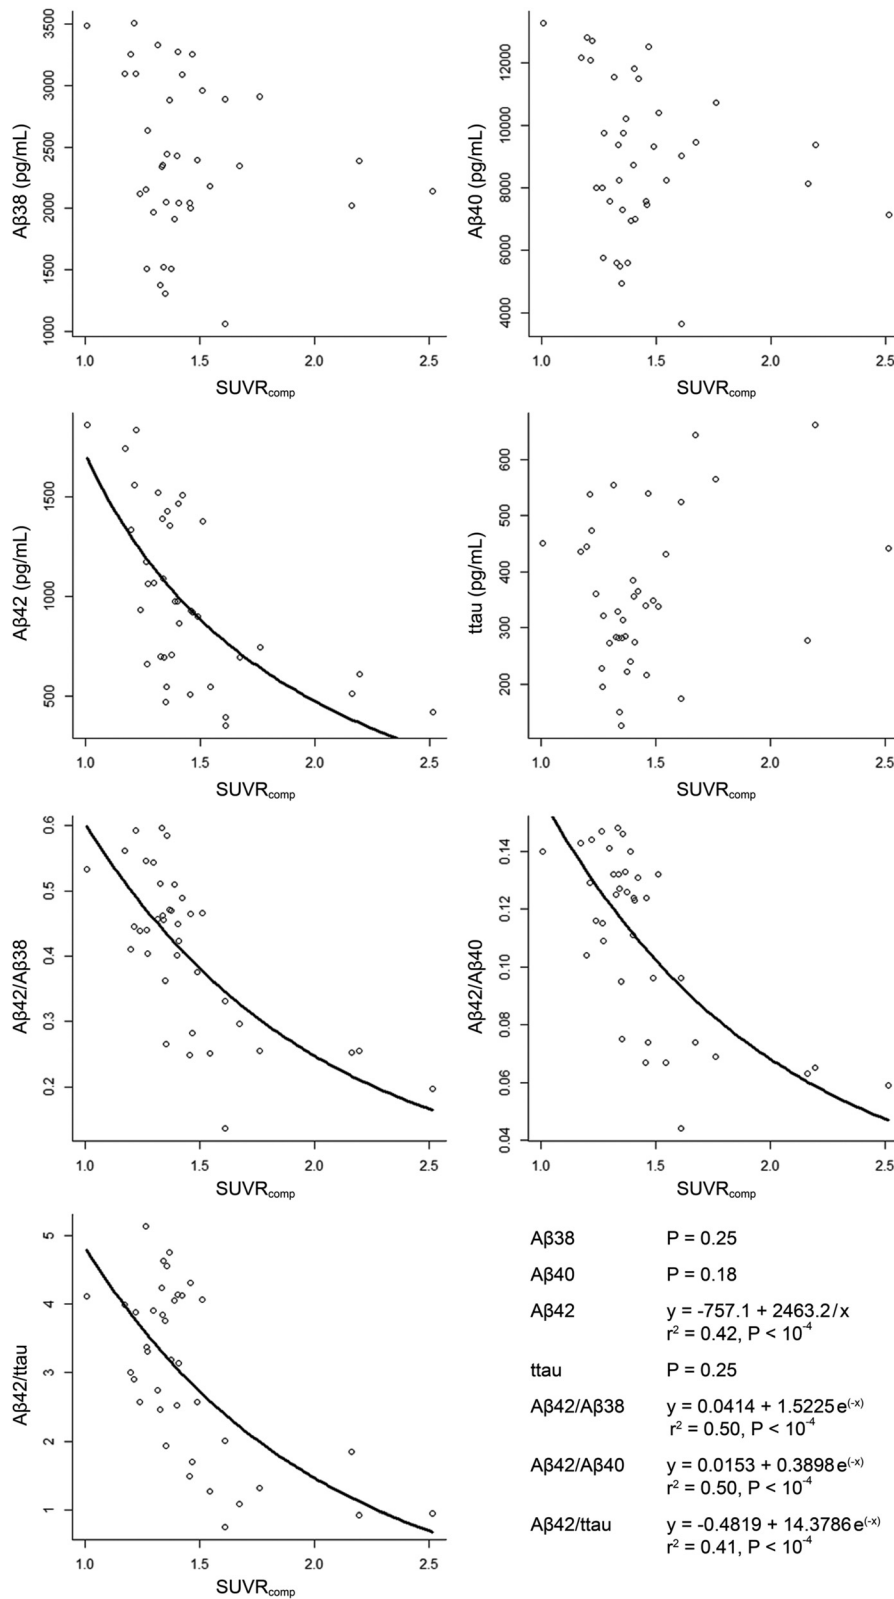 Aβ38 (pg/mL)
3500
3000
2500
2000
1500
1000
1.0 1.5 2.0 2.5
SUVRcomp
Aβ40 (pg/mL)
12000
10000
8000
6000
4000
1.0 1.5 2.0 2.5
SUVRcomp
Aβ42 (pg/mL)
1500
1000
500
1.0 1.5 2.0 2.5
SUVRcomp
ttau (pg/mL)
600
500
400
300
200
1.0 1.5 2.0 2.5
SUVRcomp
Aβ42/Aβ38
0.6
0.5
0.4
0.3
0.2
1.0 1.5 2.0 2.5
SUVRcomp
Aβ42/Aβ40
0.14
0.12
0.10
0.08
0.06
0.04
1.0 1.5 2.0 2.5
SUVRcomp
Aβ42/ttau
5
4
3
2
1
1.0 1.5 2.0 2.5
SUVRcomp
Aβ38 P = 0.25
Aβ40 P = 0.18
Aβ42 y = -757.1 + 2463.2/x
r² = 0.42, P < 10⁻⁴
ttau P = 0.25
Aβ42/Aβ38 y = 0.0414 + 1.5225e⁽⁻ˣ⁾
r² = 0.50, P < 10⁻⁴
Aβ42/Aβ40 y = 0.0153 + 0.3898e⁽⁻ˣ⁾
r² = 0.50, P < 10⁻⁴
Aβ42/ttau y = -0.4819 + 14.3786e⁽⁻ˣ⁾
r² = 0.41, P < 10⁻⁴